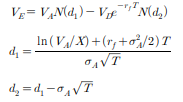 V_E = V_A N(d_1) − V_D e^{−r_f T} N(d_2)
d_1 = (ln (V_A/X) + (r_f + σ_A^2/2) T) / (σ_A √T)
d_2 = d_1 − σ_A √T